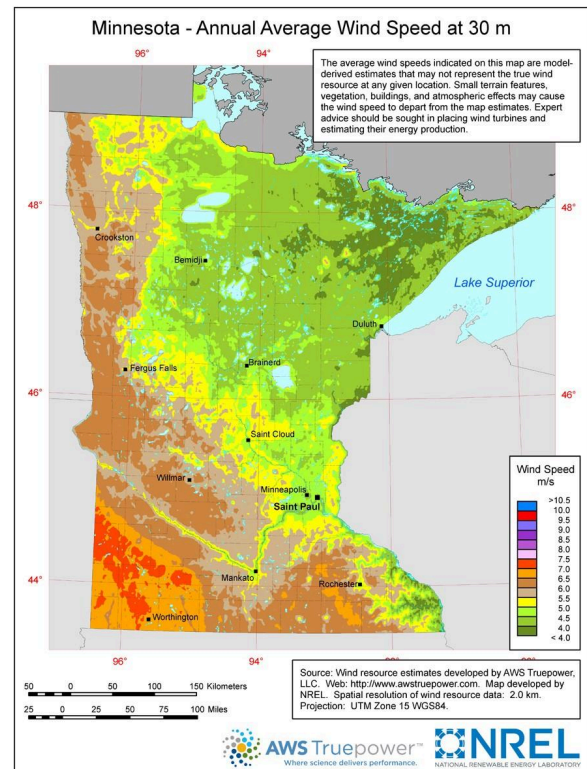 Minnesota - Annual Average Wind Speed at 30 m
96°
94°
The average wind speeds indicated on this map are model-
derived estimates that may not represent the true wind
resource at any given location. Small terrain features,
vegetation, buildings, and atmospheric effects may cause
the wind speed to depart from the map estimates. Expert
advice should be sought in placing wind turbines and
estimating their energy production.
48°
48°
Crookston
Bemidji
Lake Superior
Duluth
Fergus Falls
Brainerd
46°
46°
Saint Cloud
Willmar
Minneapolis
Saint Paul
Wind Speed
m/s
>10.5
10.0
9.5
9.0
8.5
8.0
7.5
7.0
6.5
6.0
5.5
5.0
4.5
4.0
< 4.0
44°
44°
Mankato
Rochester
Worthington
96°
94°
Source: Wind resource estimates developed by AWS Truepower,
LLC. Web: http://www.awstruepower.com. Map developed by
NREL. Spatial resolution of wind resource data: 2.0 km.
Projection: UTM Zone 15 WGS84.
50 0 50 100 150 Kilometers
25 0 25 50 75 100 Miles
AWS Truepower™
Where science delivers performance.
NREL
NATIONAL RENEWABLE ENERGY LABORATORY